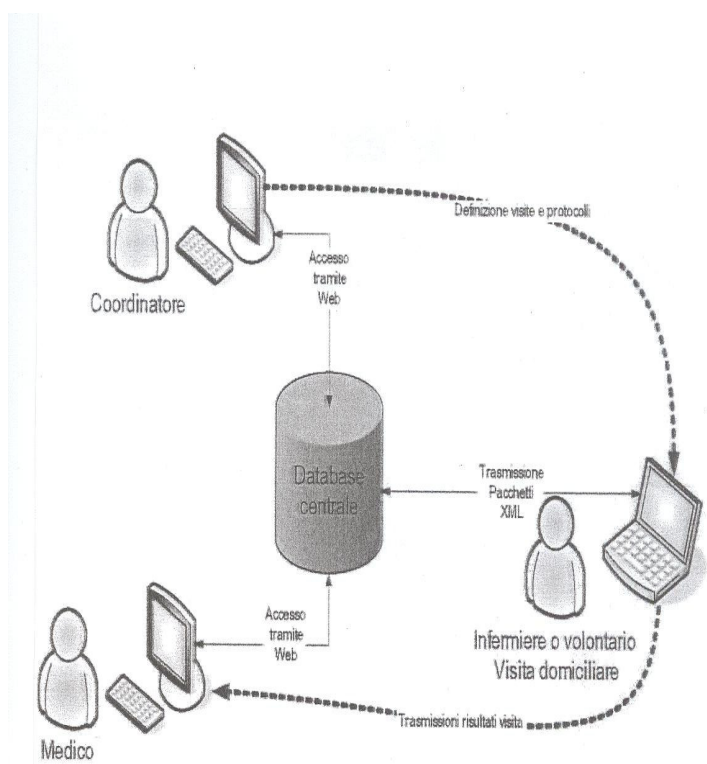 Definizione visite e protocolli
Accesso
tramite
Web
Coordinatore
Database
centrale
Trasmissione
Pacchetti
XML
Infermiere o volontario
Visita domiciliare
Accesso
tramite
Web
Trasmissioni risultati visita
Medico